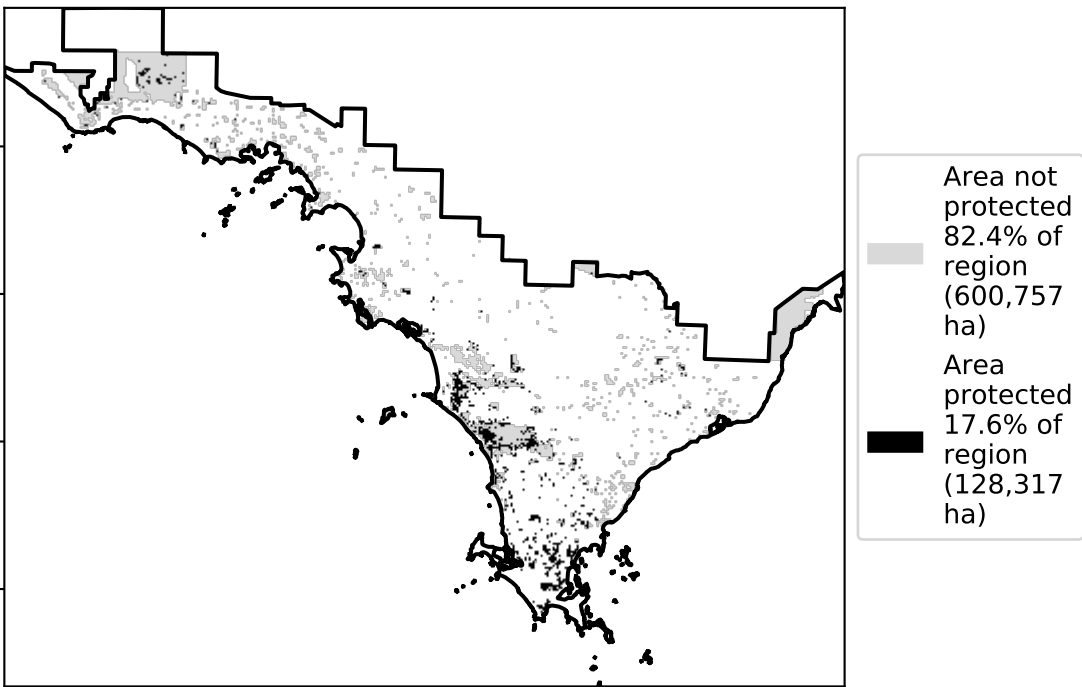 Area not
protected
82.4% of
region
(600,757
ha)
Area
protected
17.6% of
region
(128,317
ha)